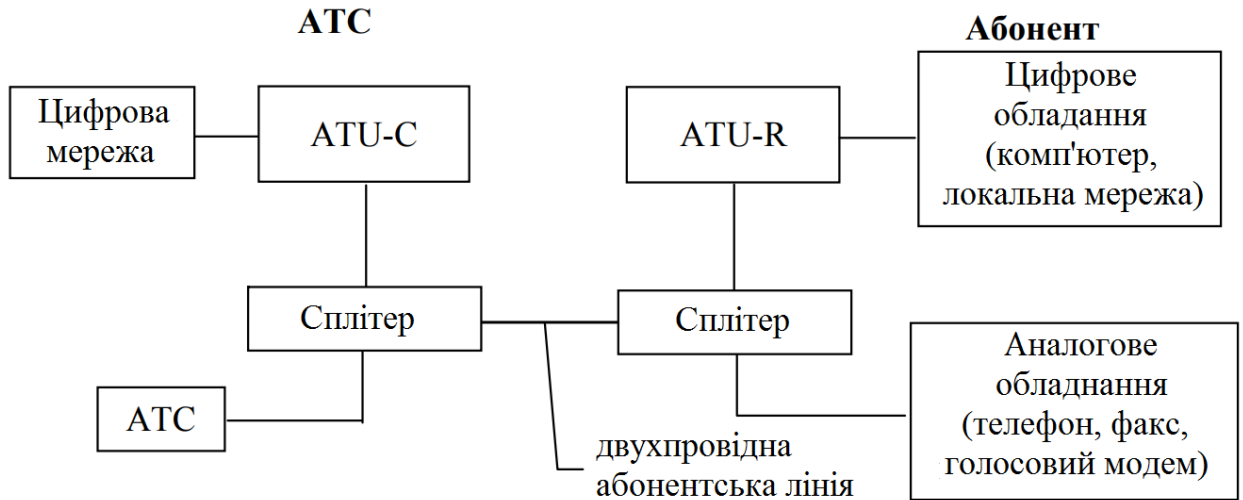 АТС
Абонент
Цифрова
мережа
ATU-C
ATU-R
Цифрове
обладання
(комп'ютер,
локальна мережа)
Сплітер
Сплітер
АТС
двухпровідна
абонентська лінія
Аналогове
обладнання
(телефон, факс,
голосовий модем)